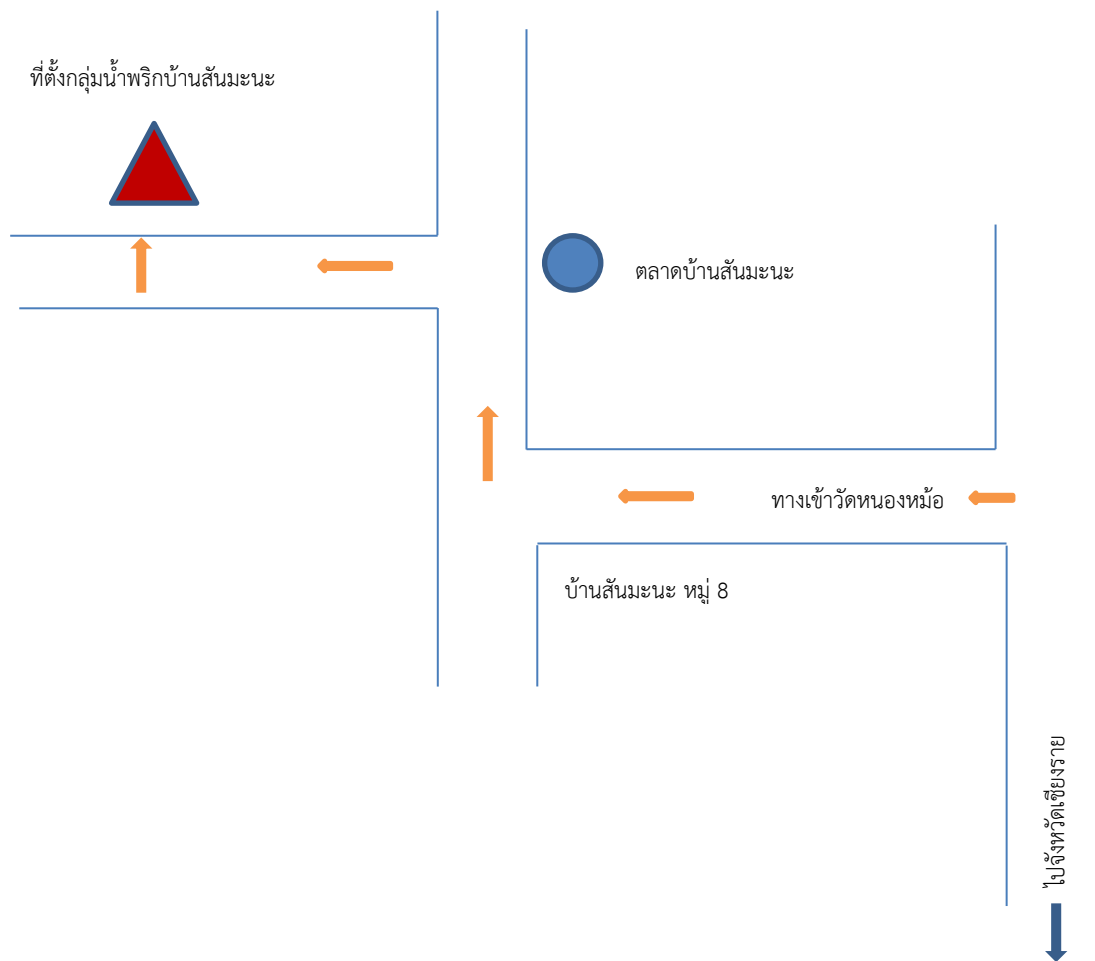 ที่ตั้งกลุ่มน้ำพริกบ้านสันมะนะ
ตลาดบ้านสันมะนะ
ทางเข้าวัดหนองหม้อ
บ้านสันมะนะ หมู่ 8
ไปจังหวัดเชียงราย